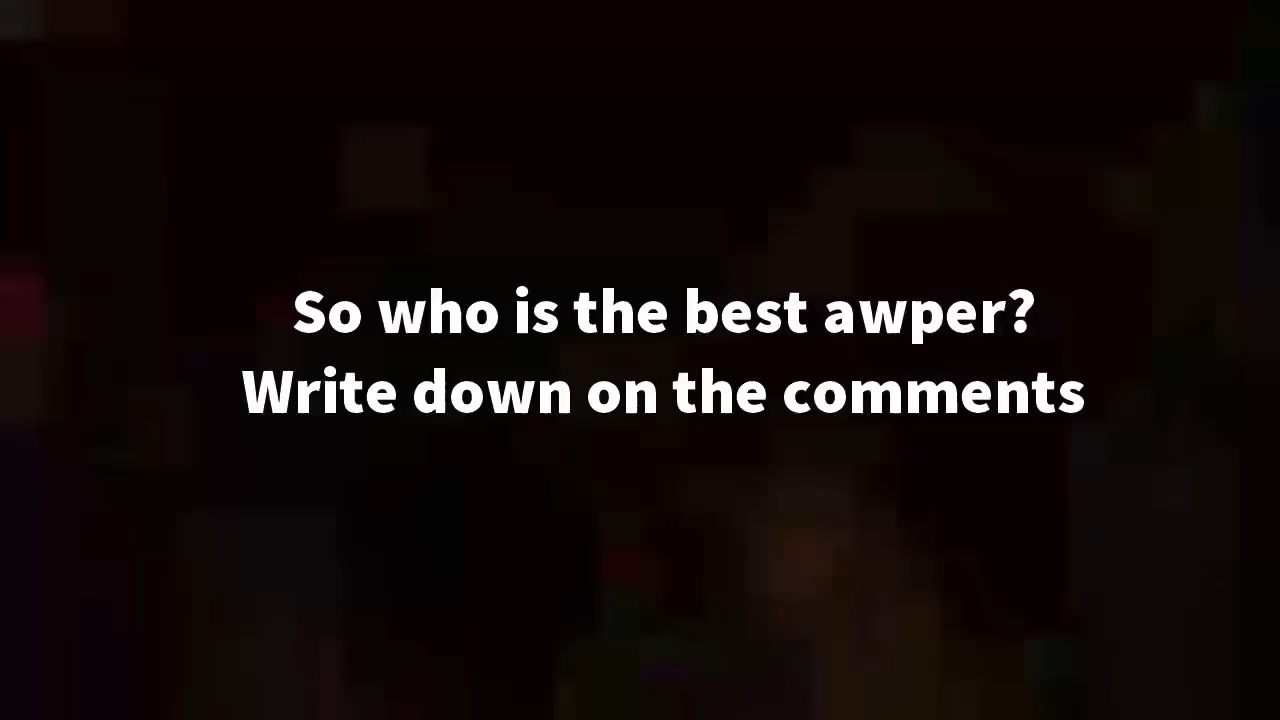 So who is the best awper?
Write down on the comments